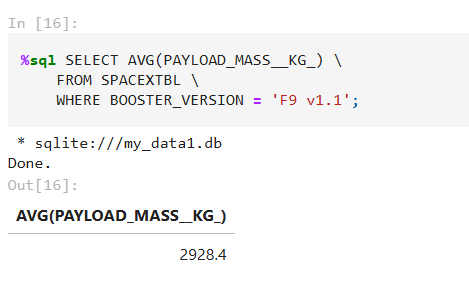 In [16]:
%sql SELECT AVG(PAYLOAD_MASS__KG_) \
FROM SPACEXTBL \
WHERE BOOSTER_VERSION = 'F9 v1.1';
* sqlite:///my_data1.db
Done.
Out[16]:
AVG(PAYLOAD_MASS__KG_)
2928.4